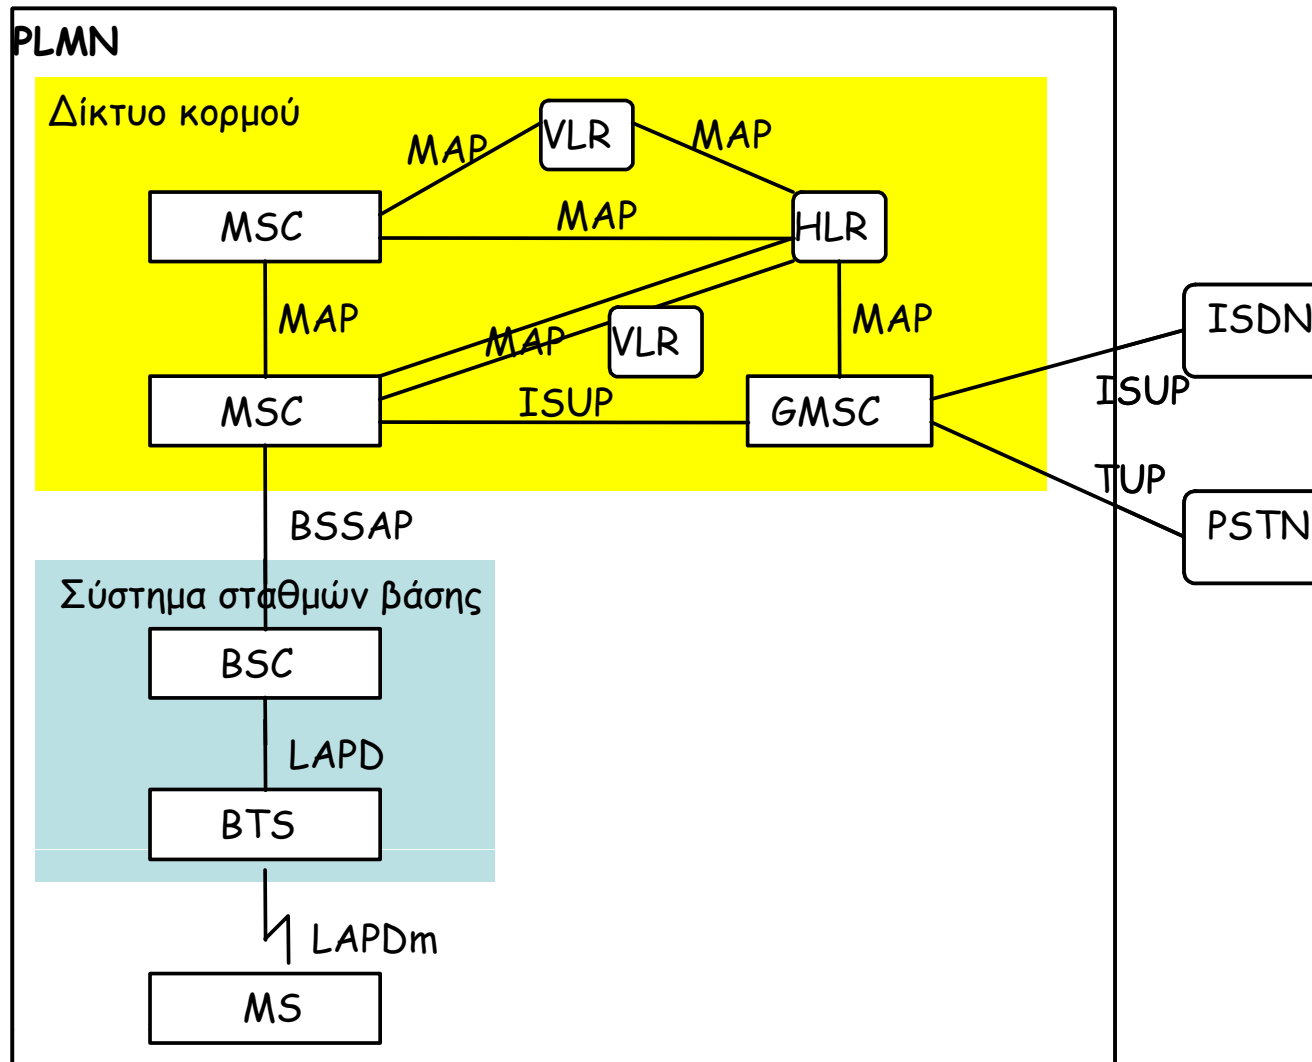 PLMN
Δίκτυο κορμού
VLR
MAP
MAP
MSC
MAP
HLR
MAP
MAP
VLR
MAP
ISDN
MSC
ISUP
GMSC
ISUP
TUP
BSSAP
PSTN
Σύστημα σταθμών βάσης
BSC
LAPD
BTS
LAPDm
MS